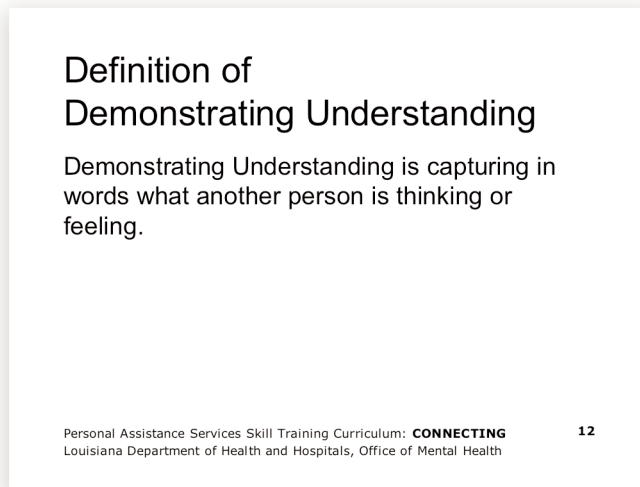 Definition of
Demonstrating Understanding
Demonstrating Understanding is capturing in
words what another person is thinking or
feeling.
Personal Assistance Services Skill Training Curriculum: CONNECTING
12
Louisiana Department of Health and Hospitals, Office of Mental Health